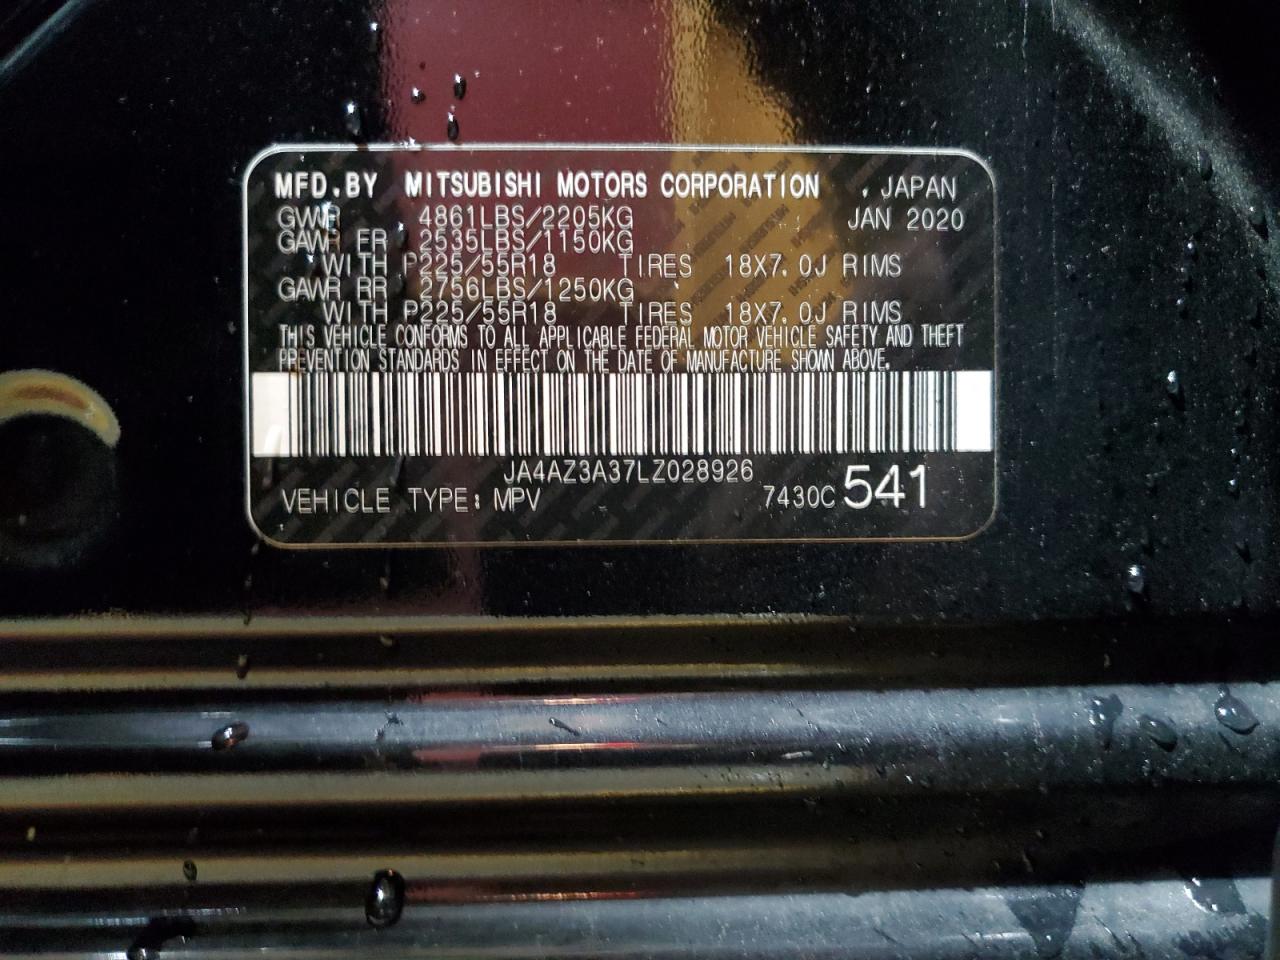 MFD.BY MITSUBISHI MOTORS CORPORATION . JAPAN
GVWR 4861LBS/2205KG JAN 2020
GAWR FR 2535LBS/1150KG
WITH P225/55R18 TIRES 18X7.0J RIMS
GAWR RR 2756LBS/1250KG
WITH P225/55R18 TIRES 18X7.0J RIMS
THIS VEHICLE CONFORMS TO ALL APPLICABLE FEDERAL MOTOR VEHICLE SAFETY AND THEFT
PREVENTION STANDARDS IN EFFECT ON THE DATE OF MANUFACTURE SHOWN ABOVE.
JA4AZ3A37LZ028926
VEHICLE TYPE: MPV 7430C 541